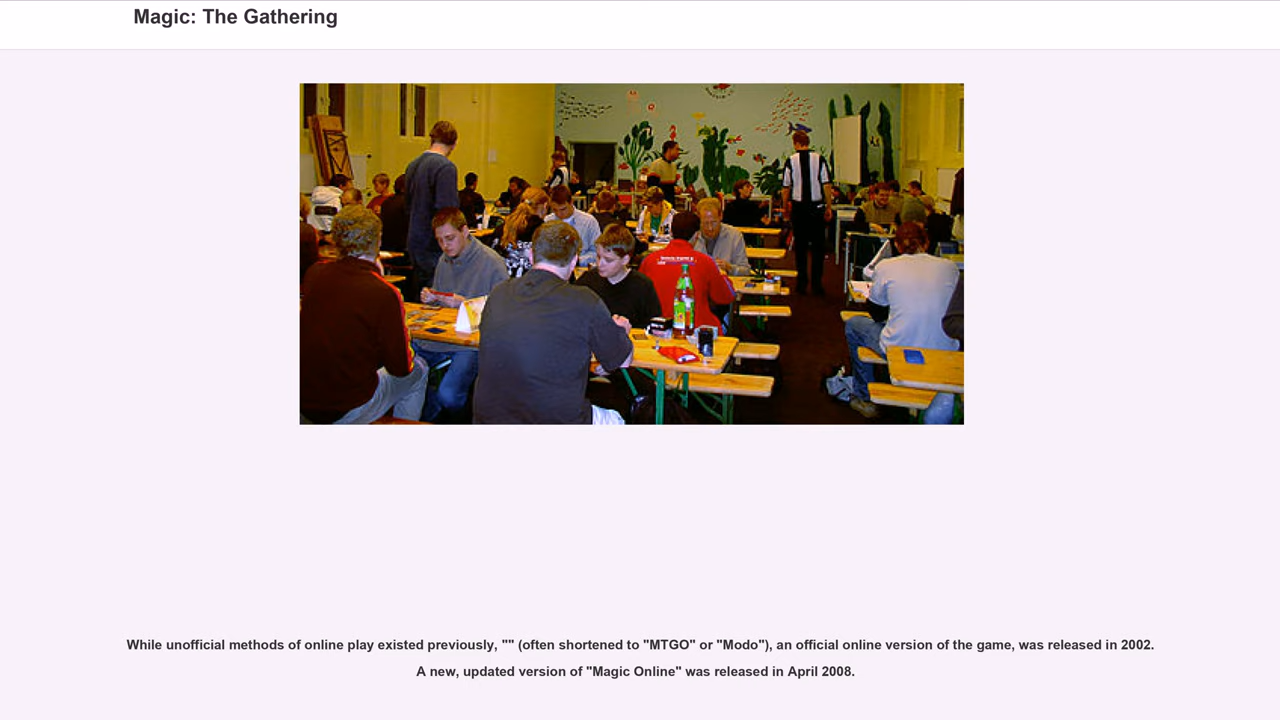 Magic: The Gathering
While unofficial methods of online play existed previously, "" (often shortened to "MTGO" or "Modo"), an official online version of the game, was released in 2002.
A new, updated version of "Magic Online" was released in April 2008.